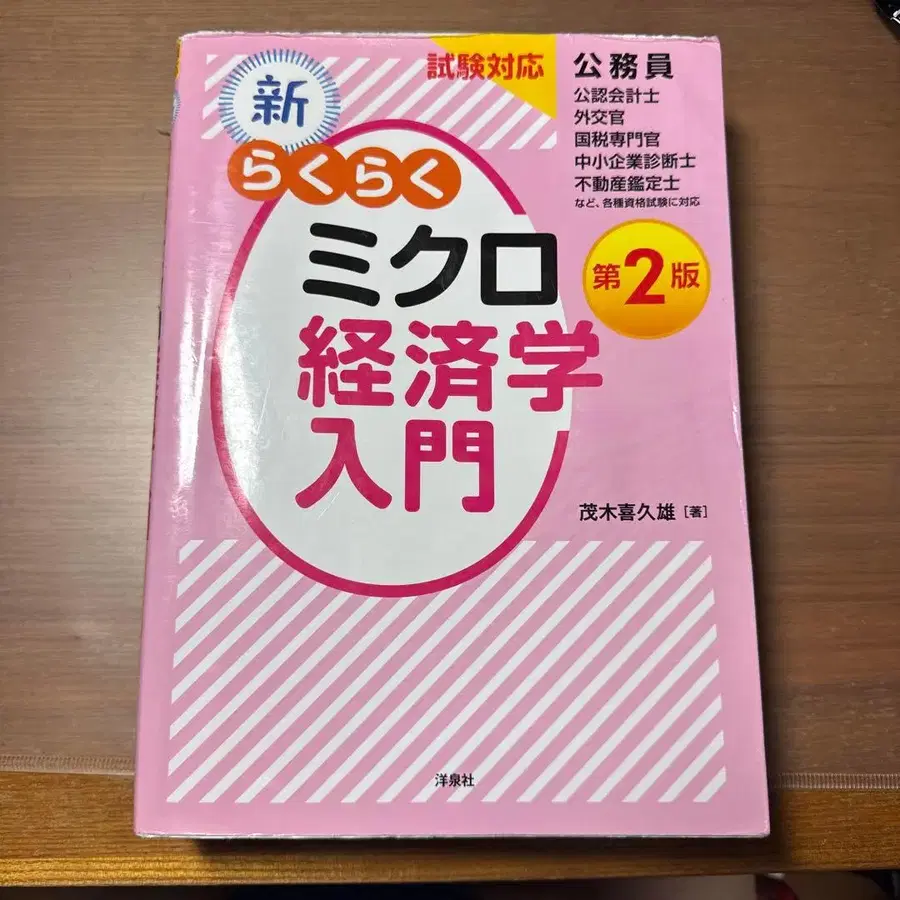 新
らくらく
ミクロ
経済学
入門
試験対応
公務員
公認会計士
外交官
国税専門官
中小企業診断士
不動産鑑定士
など、各種資格試験に対応
第2版
茂木喜久雄[著]
洋泉社